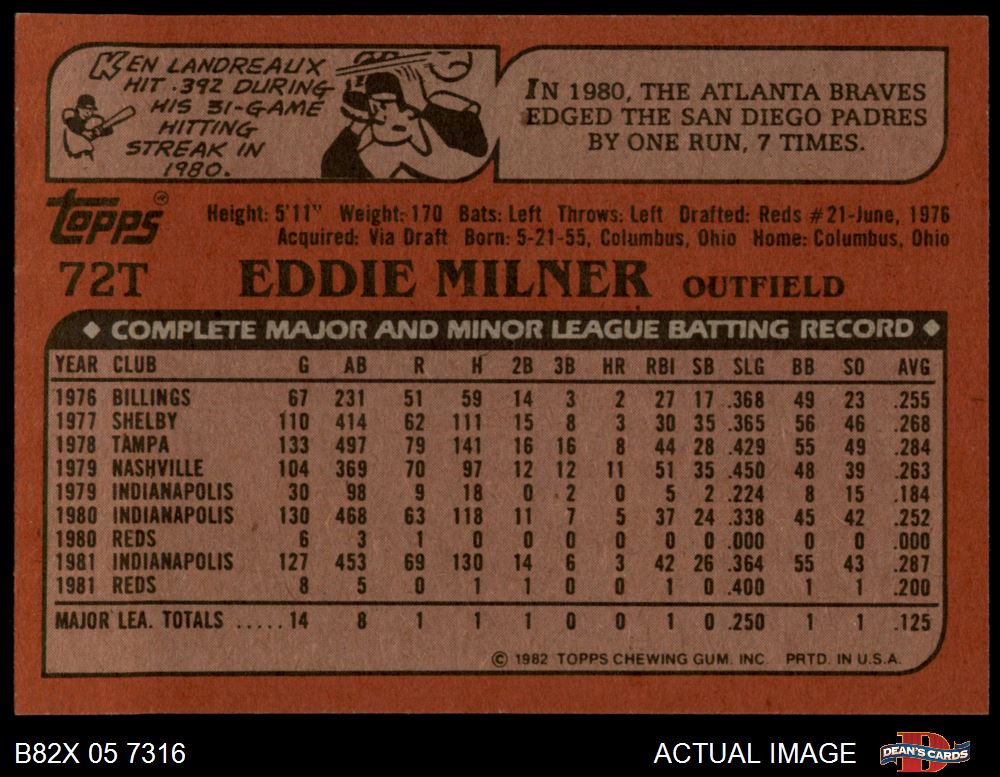 KEN LANDREAUX
HIT .392 DURING
HIS 31-GAME
HITTING
STREAK IN
1980.
IN 1980, THE ATLANTA BRAVES
EDGED THE SAN DIEGO PADRES
BY ONE RUN, 7 TIMES.
Topps®
Height: 5'11" Weight: 170 Bats: Left Throws: Left Drafted: Reds #21-June, 1976
Acquired: Via Draft Born: 5-21-55, Columbus, Ohio Home: Columbus, Ohio
72T EDDIE MILNER OUTFIELD
◆ COMPLETE MAJOR AND MINOR LEAGUE BATTING RECORD ◆
YEAR CLUB G AB R H 2B 3B HR RBI SB SLG BB SO AVG
1976 BILLINGS 67 231 51 59 14 3 2 27 17 .368 49 23 .255
1977 SHELBY 110 414 62 111 15 8 3 30 35 .365 56 46 .268
1978 TAMPA 133 497 79 141 16 16 8 44 28 .429 55 49 .284
1979 NASHVILLE 104 369 70 97 12 12 11 51 35 .450 48 39 .263
1979 INDIANAPOLIS 30 98 9 18 0 2 0 5 2 .224 8 15 .184
1980 INDIANAPOLIS 130 468 63 118 11 7 5 37 24 .338 45 42 .252
1980 REDS 6 3 1 0 0 0 0 0 0 .000 0 0 .000
1981 INDIANAPOLIS 127 453 69 130 14 6 3 42 26 .364 55 43 .287
1981 REDS 8 5 0 1 1 0 0 1 0 .400 1 1 .200
MAJOR LEA. TOTALS ..... 14 8 1 1 1 0 0 1 0 .250 1 1 .125
© 1982 TOPPS CHEWING GUM. INC. PRTD. IN U.S.A.
B82X 05 7316 ACTUAL IMAGE DEAN'S CARDS